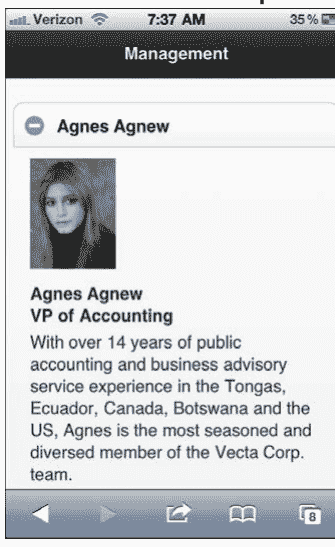 Verizon 7:37 AM 35%
Management
Agnes Agnew
Agnes Agnew
VP of Accounting
With over 14 years of public
accounting and business advisory
service experience in the Tongas,
Ecuador, Canada, Botswana and the
US, Agnes is the most seasoned and
diversed member of the Vecta Corp.
team.
8